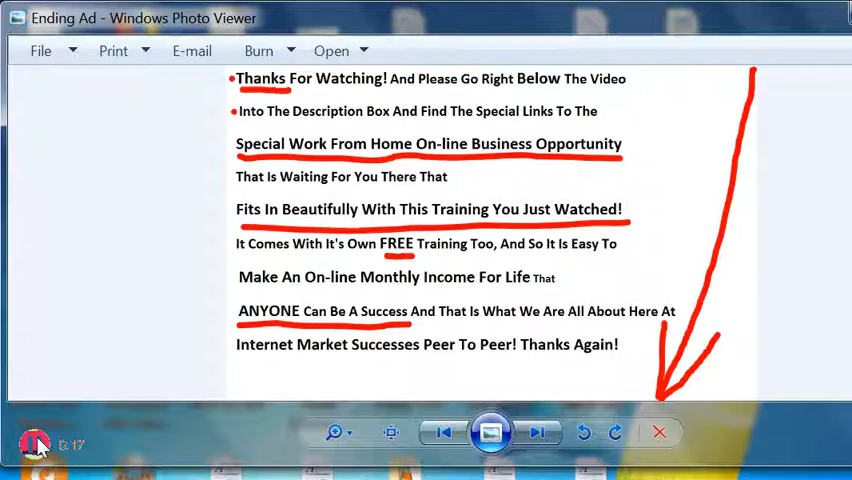 Ending Ad - Windows Photo Viewer
File Print E-mail Burn Open
Thanks For Watching! And Please Go Right Below The Video
Into The Description Box And Find The Special Links To The
Special Work From Home On-line Business Opportunity
That Is Waiting For You There That
Fits In Beautifully With This Training You Just Watched!
It Comes With It's Own FREE Training Too, And So It Is Easy To
Make An On-line Monthly Income For Life That
ANYONE Can Be A Success And That Is What We Are All About Here At
Internet Market Successes Peer To Peer! Thanks Again!